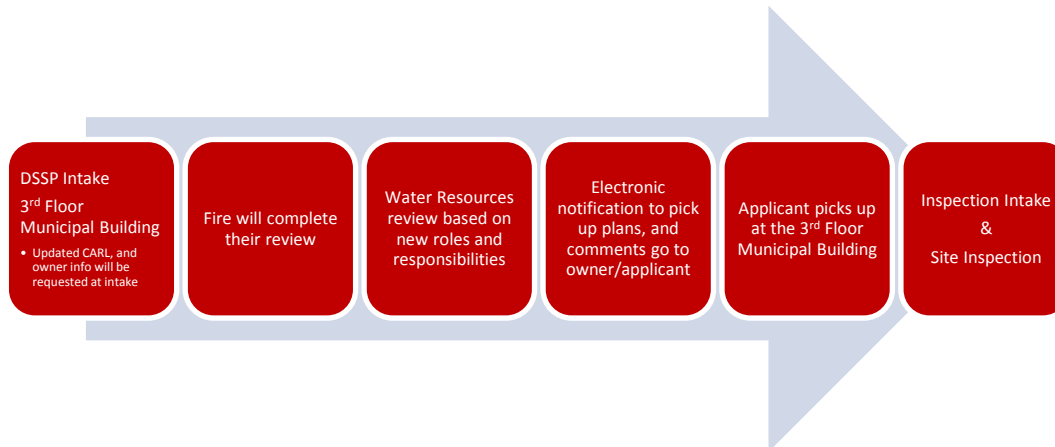 DSSP Intake
3rd Floor
Municipal Building
• Updated CARL, and
owner info will be
requested at intake
Fire will complete
their review
Water Resources
review based on
new roles and
responsibilities
Electronic
notification to pick
up plans, and
comments go to
owner/applicant
Applicant picks up
at the 3rd Floor
Municipal Building
Inspection Intake
&
Site Inspection